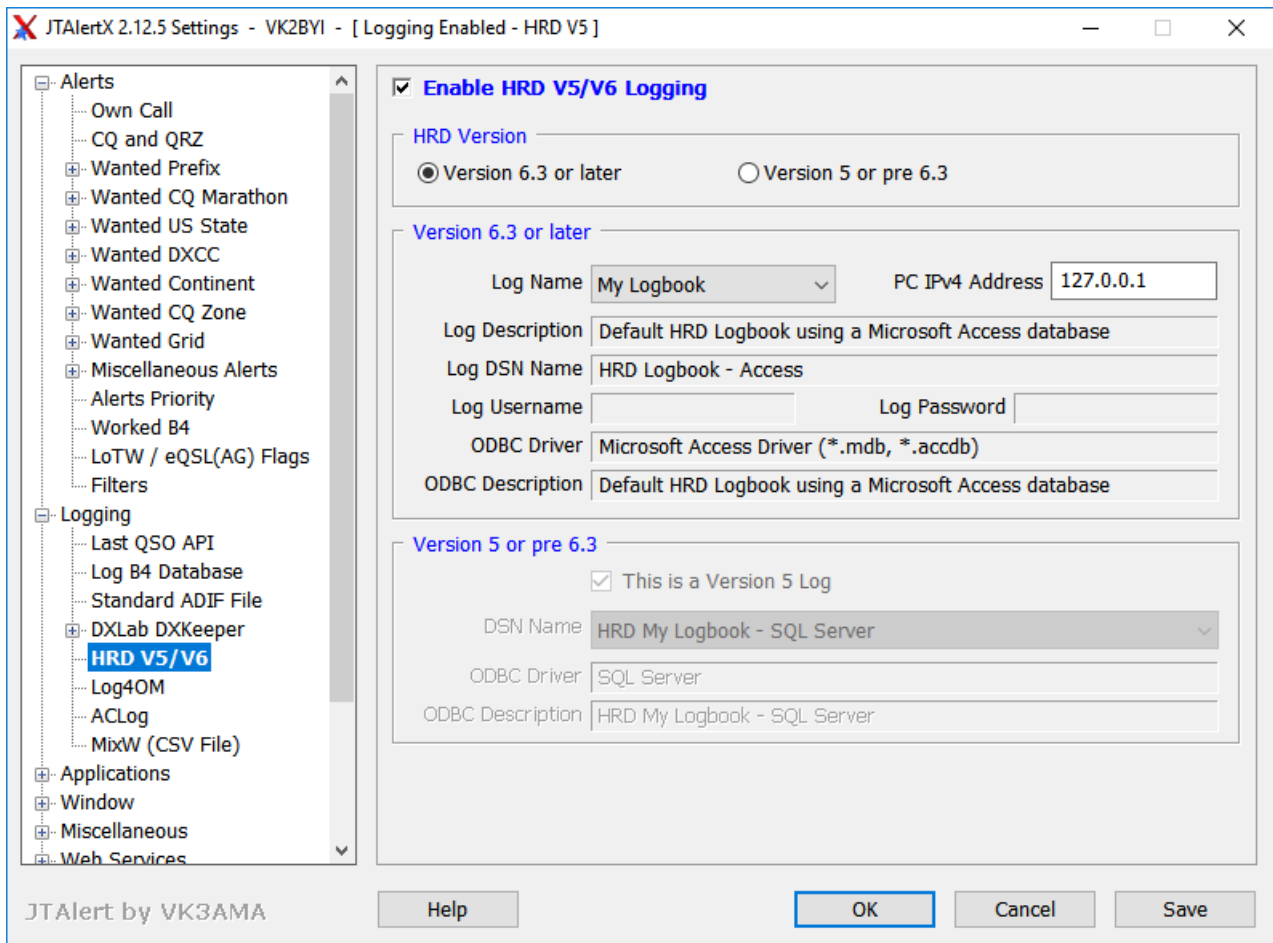 JTAlertX 2.12.5 Settings - VK2BYI - [ Logging Enabled - HRD V5 ]
Alerts
Own Call
CQ and QRZ
Wanted Prefix
Wanted CQ Marathon
Wanted US State
Wanted DXCC
Wanted Continent
Wanted CQ Zone
Wanted Grid
Miscellaneous Alerts
Alerts Priority
Worked B4
LoTW / eQSL(AG) Flags
Filters
Logging
Last QSO API
Log B4 Database
Standard ADIF File
DXLab DXKeeper
HRD V5/V6
Log4OM
ACLog
MixW (CSV File)
Applications
Window
Miscellaneous
Web Services
Enable HRD V5/V6 Logging
HRD Version
Version 6.3 or later Version 5 or pre 6.3
Version 6.3 or later
Log Name My Logbook PC IPv4 Address 127.0.0.1
Log Description Default HRD Logbook using a Microsoft Access database
Log DSN Name HRD Logbook - Access
Log Username Log Password
ODBC Driver Microsoft Access Driver (*.mdb, *.accdb)
ODBC Description Default HRD Logbook using a Microsoft Access database
Version 5 or pre 6.3
This is a Version 5 Log
DSN Name HRD My Logbook - SQL Server
ODBC Driver SQL Server
ODBC Description HRD My Logbook - SQL Server
JTAlert by VK3AMA Help OK Cancel Save